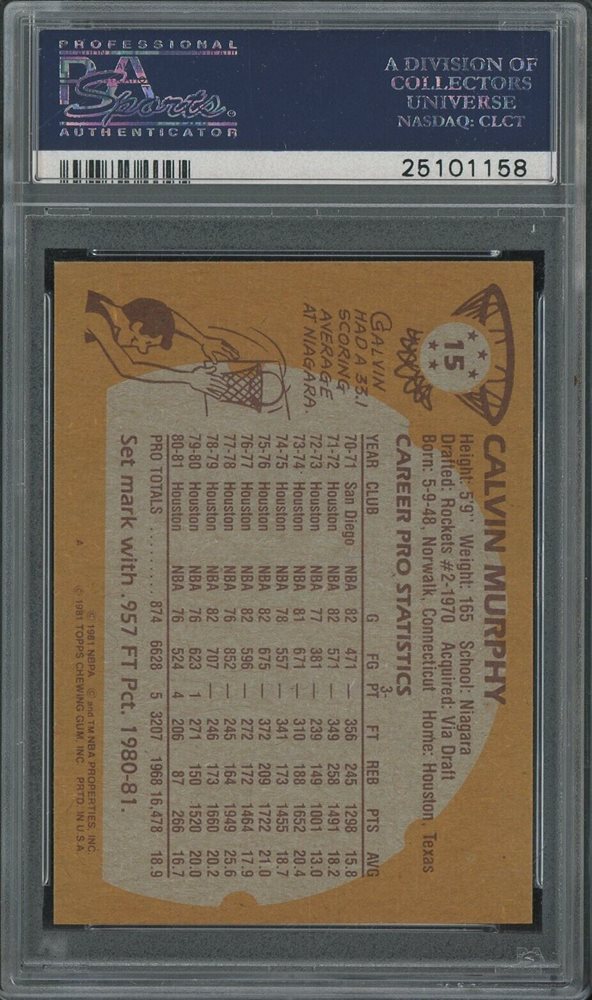 PROFESSIONAL
PSA
Sports
AUTHENTICATOR
A DIVISION OF
COLLECTORS
UNIVERSE
NASDAQ: CLCT
25101158
15
CALVIN MURPHY
Height: 5'9" Weight: 165 School: Niagara
Drafted: Rockets #2-1970 Acquired: Via Draft
Born: 5-9-48, Norwalk, Connecticut Home: Houston, Texas
CAREER PRO STATISTICS
3-
YEAR CLUB G FG PT FT REB PTS AVG
70-71 San Diego NBA 82 471 — 356 245 1298 15.8
71-72 Houston NBA 82 571 — 349 258 1491 18.2
72-73 Houston NBA 77 381 — 239 149 1001 13.0
73-74 Houston NBA 81 671 — 310 188 1652 20.4
74-75 Houston NBA 78 557 — 341 173 1455 18.7
75-76 Houston NBA 82 675 — 372 209 1722 21.0
76-77 Houston NBA 82 596 — 272 172 1464 17.9
77-78 Houston NBA 76 852 — 245 164 1949 25.6
78-79 Houston NBA 82 707 — 246 173 1660 20.2
79-80 Houston NBA 76 623 1 271 150 1520 20.0
80-81 Houston NBA 76 524 4 206 87 266 16.7
PRO TOTALS 874 6628 5 3207 1968 16,478 18.9
Set mark with .957 FT Pct. 1980-81.
CALVIN
HAD A 33.1
SCORING
AVERAGE
AT NIAGARA.
A
© 1981 NBPA © and TM NBA PROPERTIES, INC.
© 1981 TOPPS CHEWING GUM, INC. PRTD. IN U.S.A.
PSA